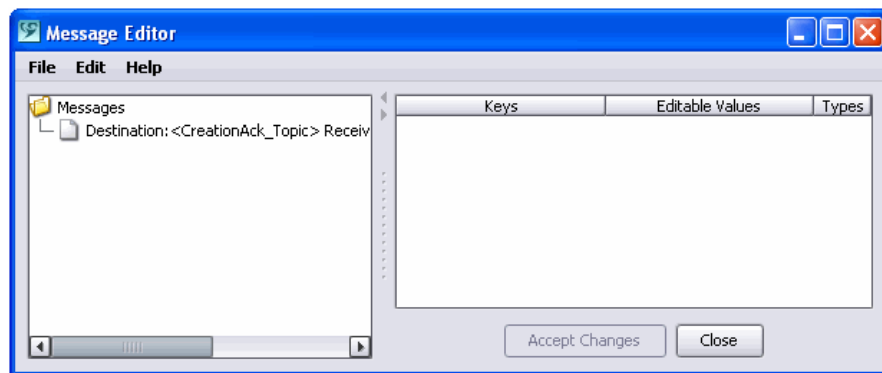 Message Editor
File Edit Help
Messages
Destination: <CreationAck_Topic> Receiv
Keys Editable Values Types
Accept Changes Close